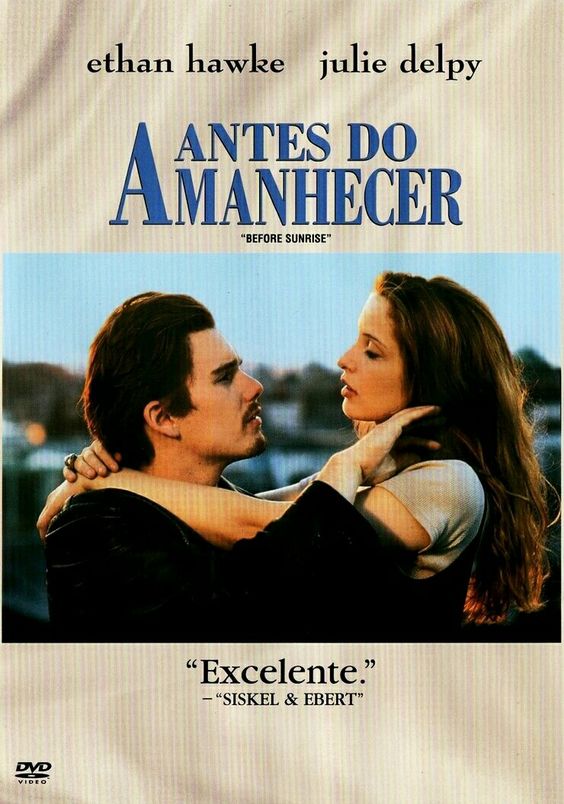 ethan hawke julie delpy
ANTES DO
AMANHECER
"BEFORE SUNRISE"
“Excelente.”
– “SISKEL & EBERT”
DVD
VIDEO